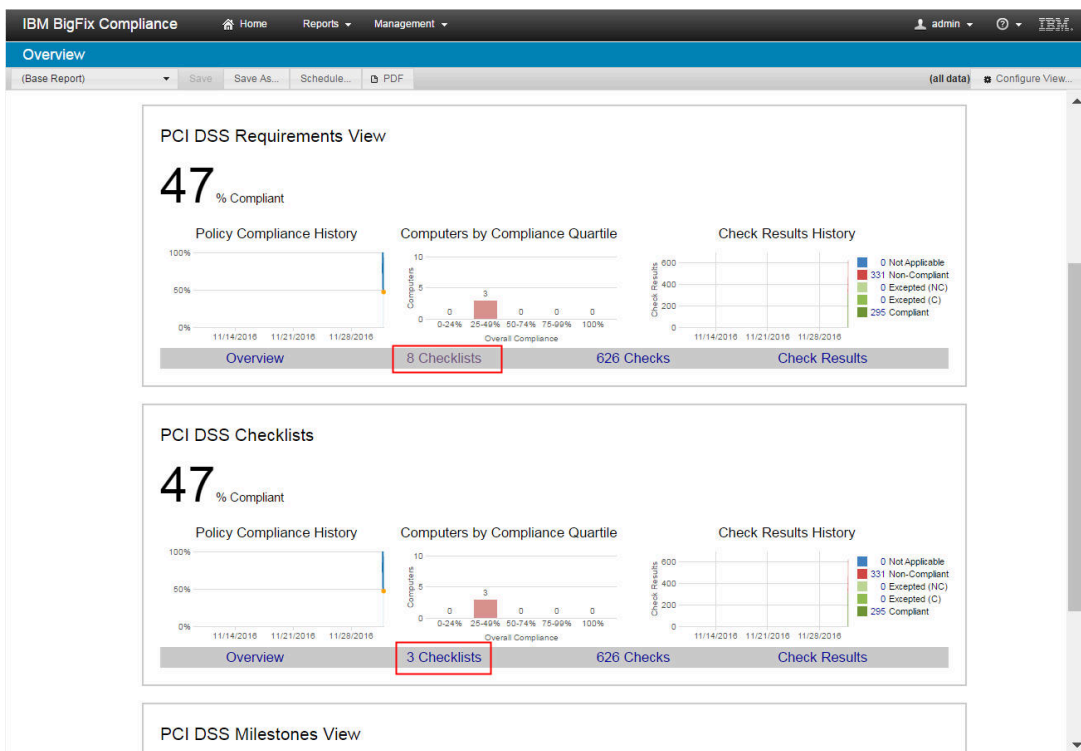 IBM BigFix Compliance Home Reports Management admin IBM.
Overview
(Base Report) Save Save As... Schedule... PDF (all data) Configure View...
PCI DSS Requirements View
47 % Compliant
Policy Compliance History Computers by Compliance Quartile Check Results History
100%
50%
0%
11/14/2016 11/21/2016 11/28/2016
Computers
10
5
0
0 3 0 0 0
0-24% 25-49% 50-74% 75-99% 100%
Overall Compliance
Check Results
600
400
200
0
11/14/2016 11/21/2016 11/28/2016
0 Not Applicable
331 Non-Compliant
0 Excepted (NC)
0 Excepted (C)
295 Compliant
Overview 8 Checklists 626 Checks Check Results
PCI DSS Checklists
47 % Compliant
Policy Compliance History Computers by Compliance Quartile Check Results History
100%
50%
0%
11/14/2016 11/21/2016 11/28/2016
Computers
10
5
0
0 3 0 0 0
0-24% 25-49% 50-74% 75-99% 100%
Overall Compliance
Check Results
600
400
200
0
11/14/2016 11/21/2016 11/28/2016
0 Not Applicable
331 Non-Compliant
0 Excepted (NC)
0 Excepted (C)
295 Compliant
Overview 3 Checklists 626 Checks Check Results
PCI DSS Milestones View